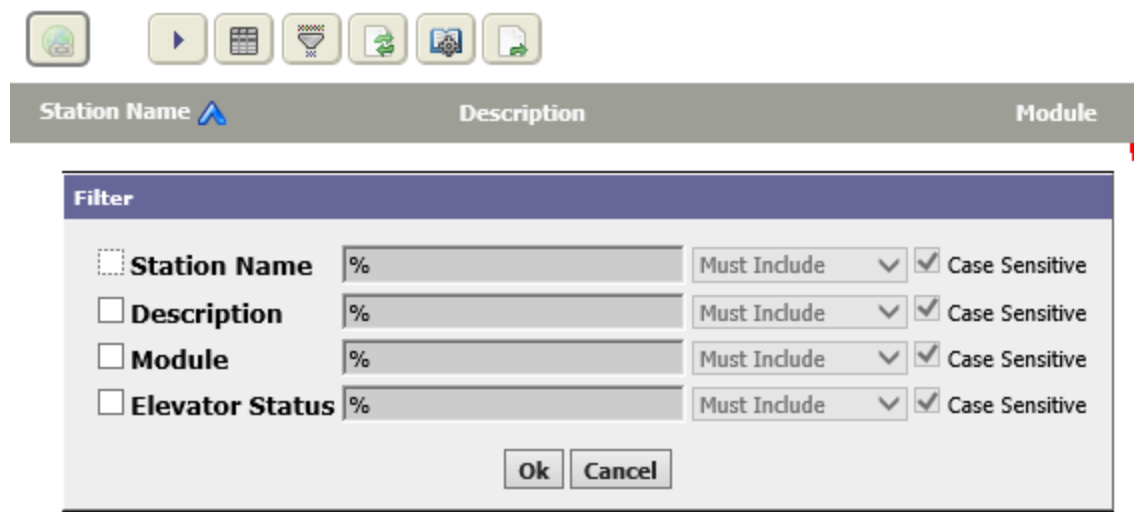 Station Name Description Module
Filter
Station Name % Must Include Case Sensitive
Description % Must Include Case Sensitive
Module % Must Include Case Sensitive
Elevator Status % Must Include Case Sensitive
Ok Cancel